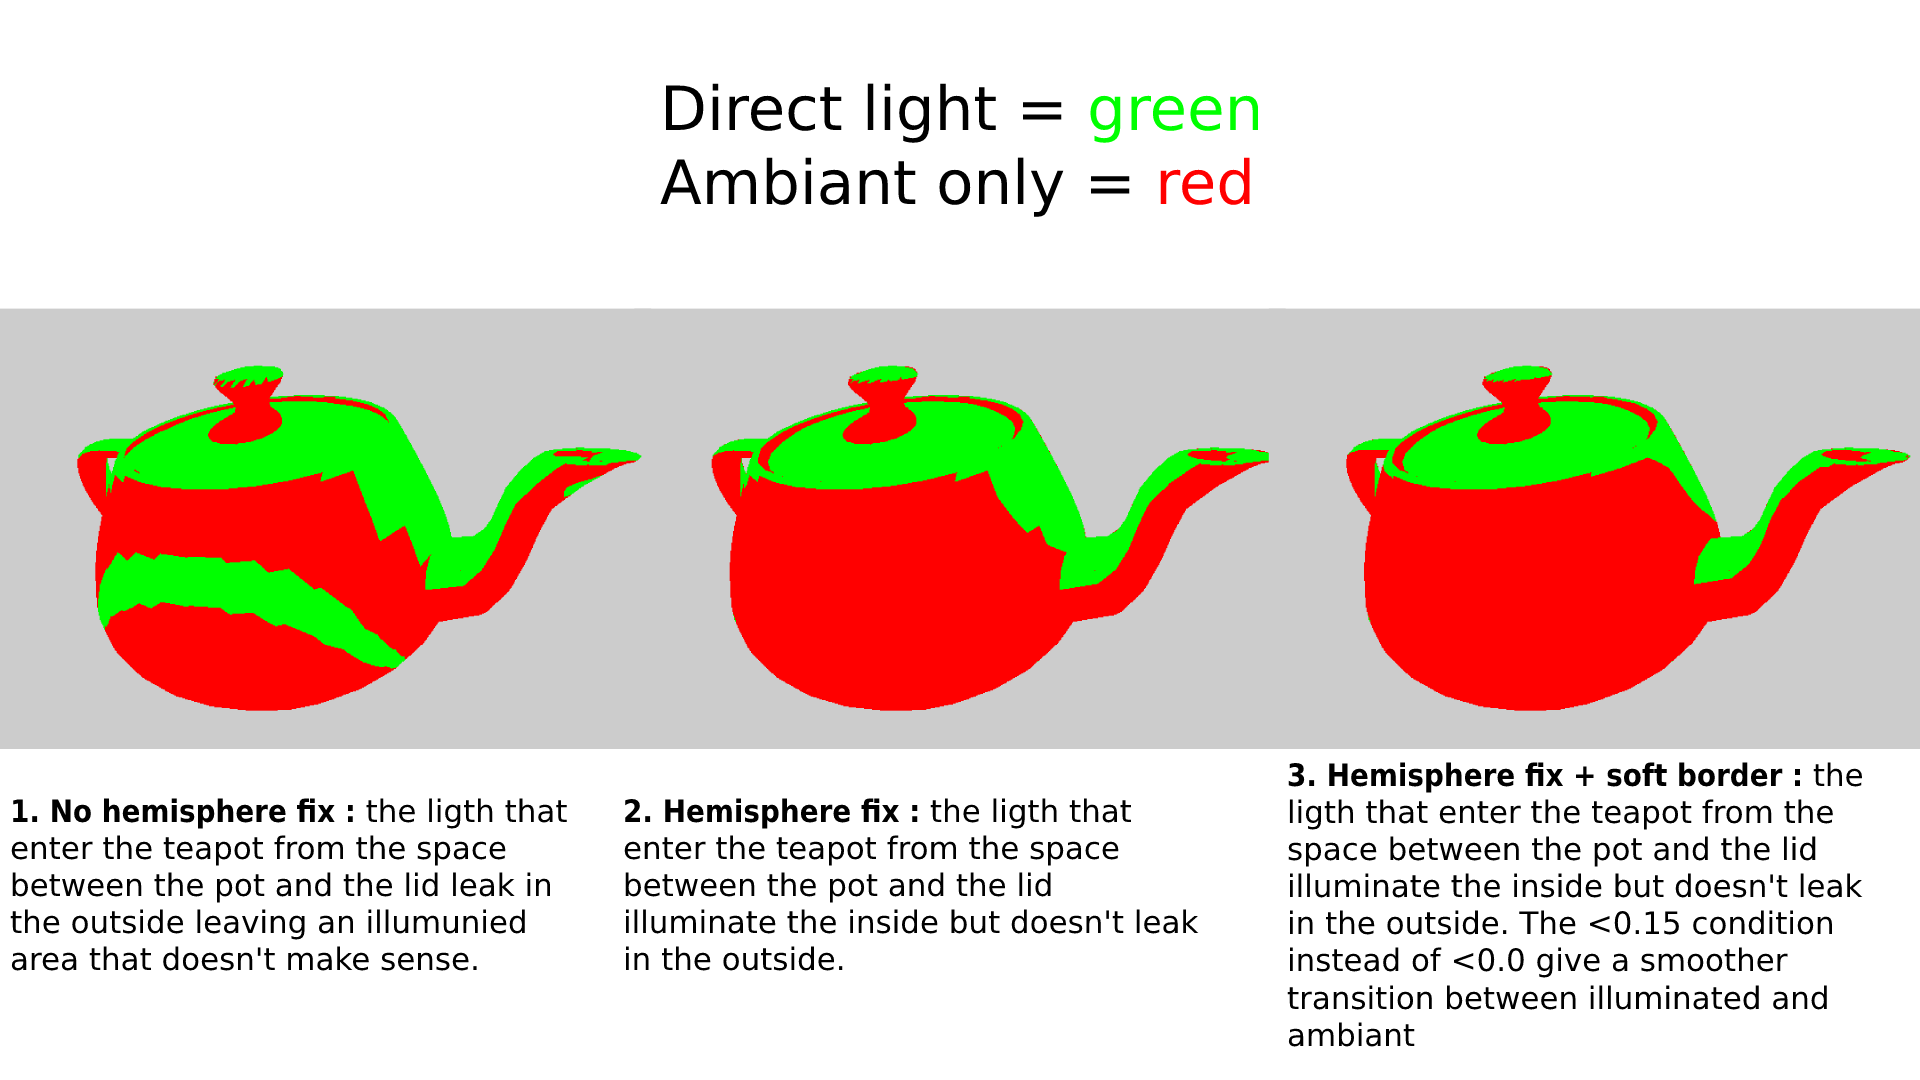 Direct light = green
Ambiant only = red
1. No hemisphere fix : the ligth that
enter the teapot from the space
between the pot and the lid leak in
the outside leaving an illumunied
area that doesn't make sense.
2. Hemisphere fix : the ligth that
enter the teapot from the space
between the pot and the lid
illuminate the inside but doesn't leak
in the outside.
3. Hemisphere fix + soft border : the
ligth that enter the teapot from the
space between the pot and the lid
illuminate the inside but doesn't leak
in the outside. The <0.15 condition
instead of <0.0 give a smoother
transition between illuminated and
ambiant